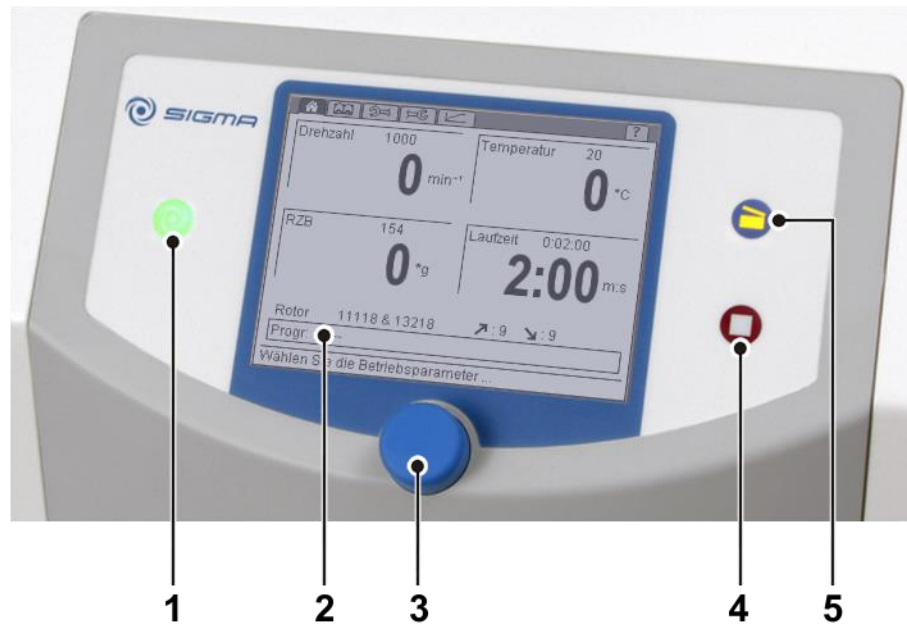 SIGMA
?
Drehzahl 1000
0 min⁻¹
Temperatur 20
0 °C
RZB 154
0 *g
Laufzeit 0:02:00
2:00 m:s
Rotor 11118 & 13218 ↗: 9 ↘: 9
Progr:
Wählen Sie die Betriebsparameter ...
1 2 3 4 5